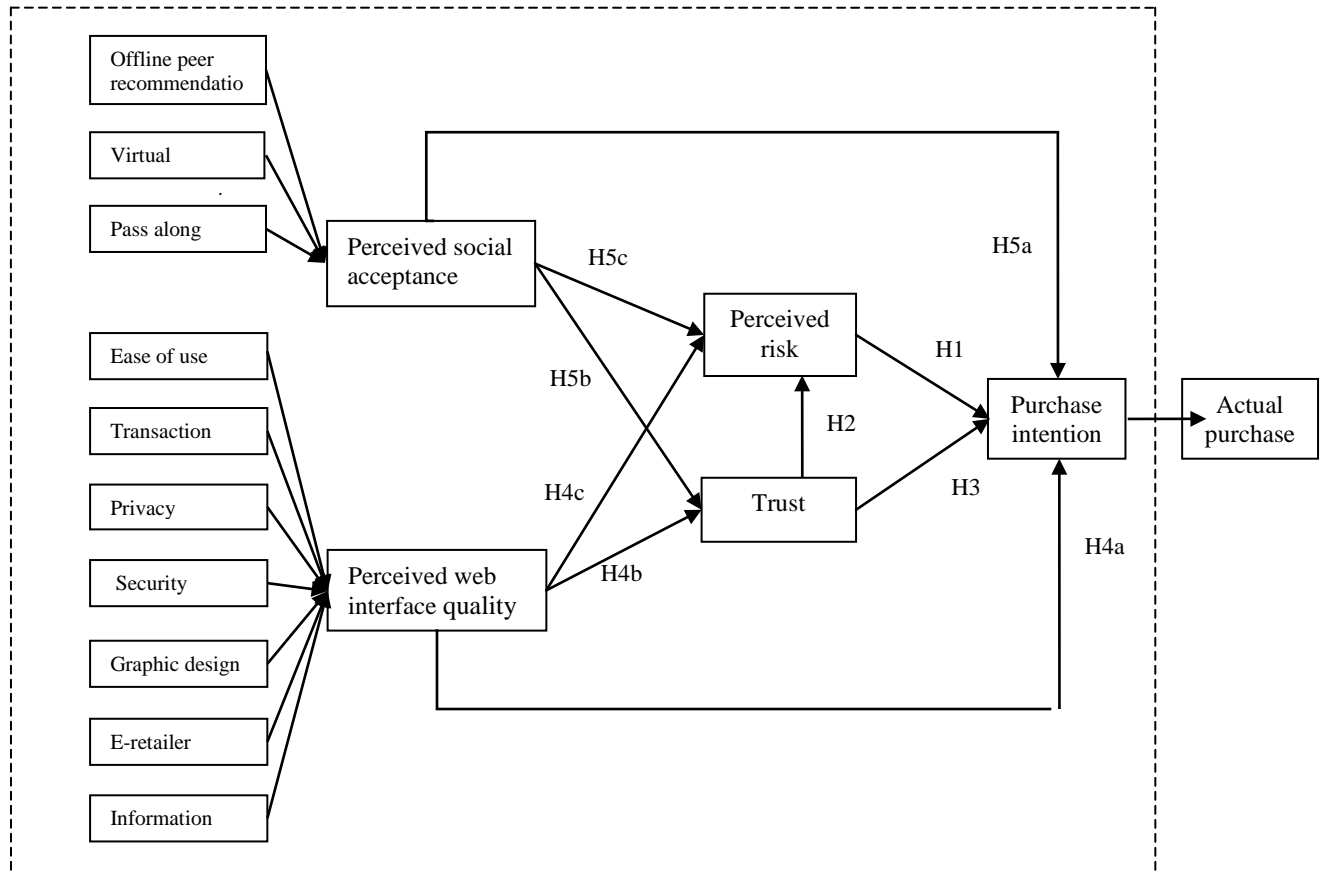 Offline peer
recommendatio
Virtual
.
Pass along
Perceived social
acceptance
H5c
H5a
Perceived
risk
Ease of use
H1
H5b
Purchase
intention
Actual
purchase
Transaction
H2
H4c
Trust
H3
Privacy
H4a
Security
Perceived web
interface quality
H4b
Graphic design
E-retailer
Information